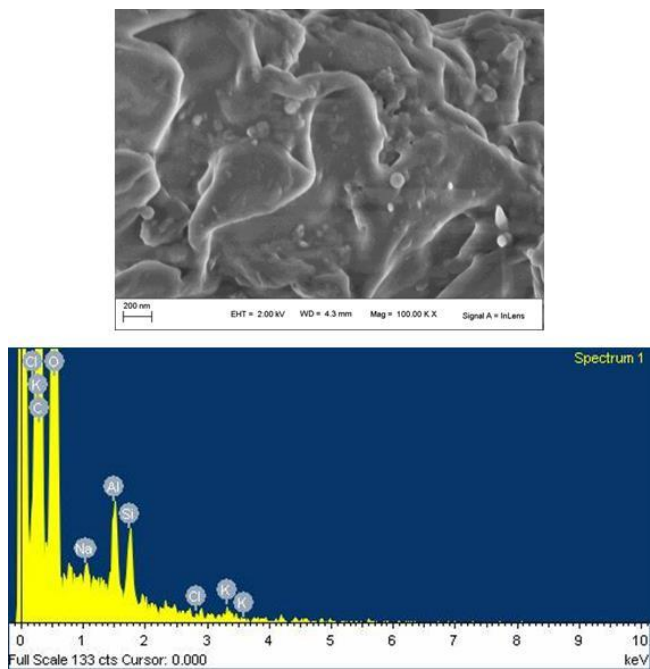 200 nm
EHT = 2.00 kV WD = 4.3 mm Mag = 100.00 K X Signal A = InLens
Spectrum 1
Cl O
K
C
Al
Si
Na
Cl K K
0 1 2 3 4 5 6 7 8 9 10
Full Scale 133 cts Cursor: 0.000 keV